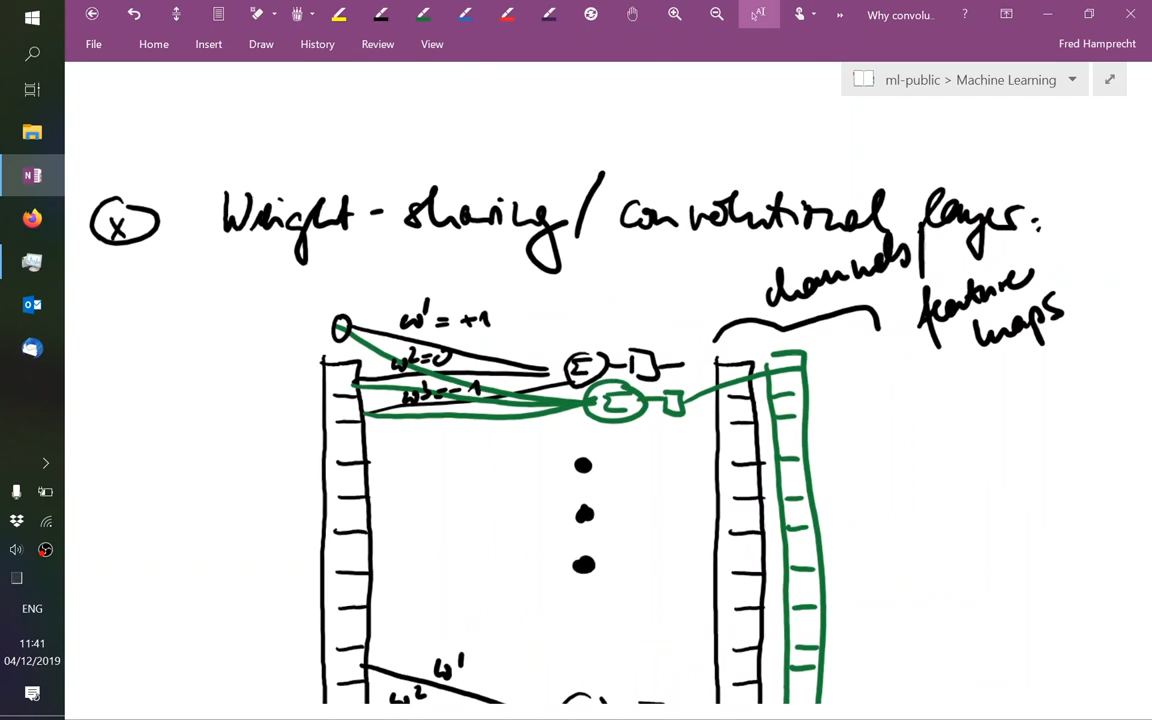 Why convolu..
?
File
Home
Insert
Draw
History
Review
View
Fred Hamprecht
ml-public > Machine Learning
x
Weight-sharing / convolutional layer:
channels
feature
maps
w¹ = +1
w²=0
w³=-1
Σ
Σ
w¹
w²
ENG
11:41
04/12/2019